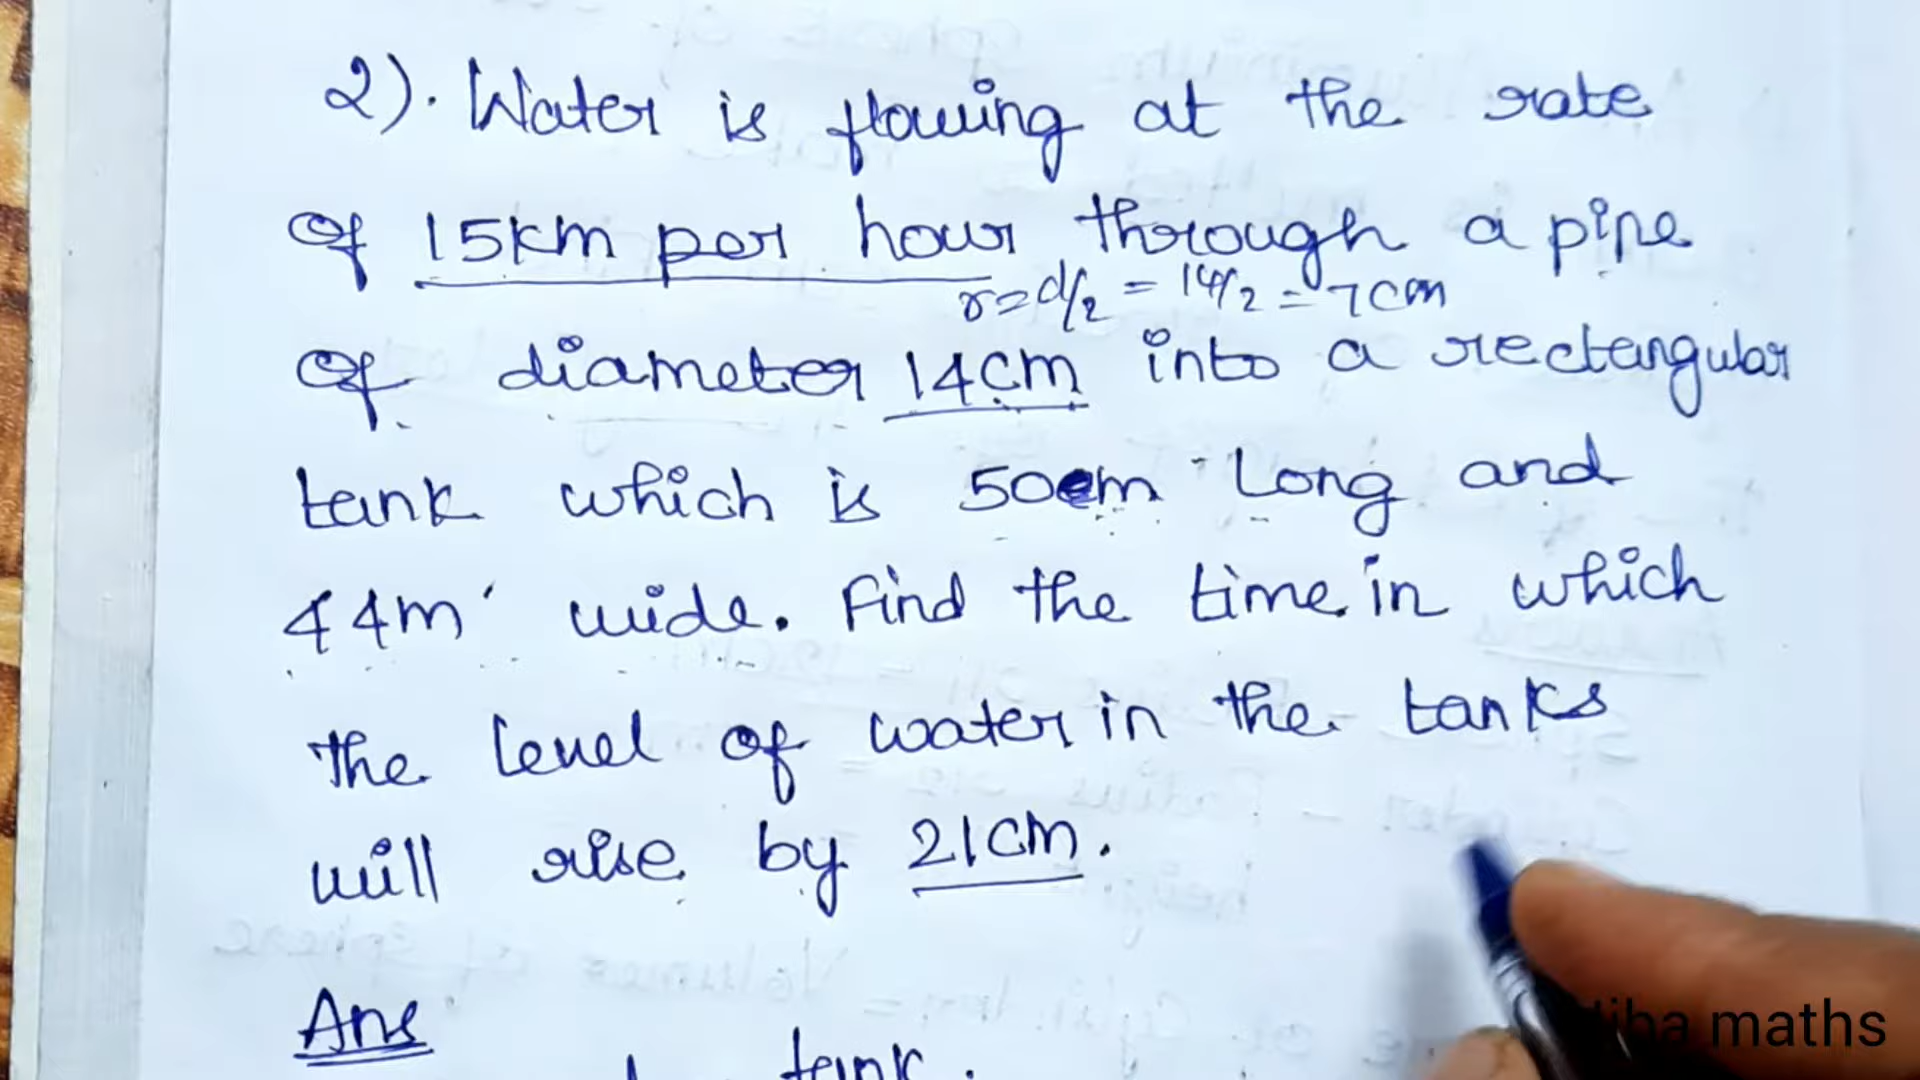 2). Water is flowing at the rate
of 15km per hour through a pipe
r=d/2 = 14/2 = 7cm
of diameter 14cm into a rectangular
tank which is 50m long and
44m wide. Find the time in which
the level of water in the tanks
will rise by 21cm.
Ans
tank.
maths